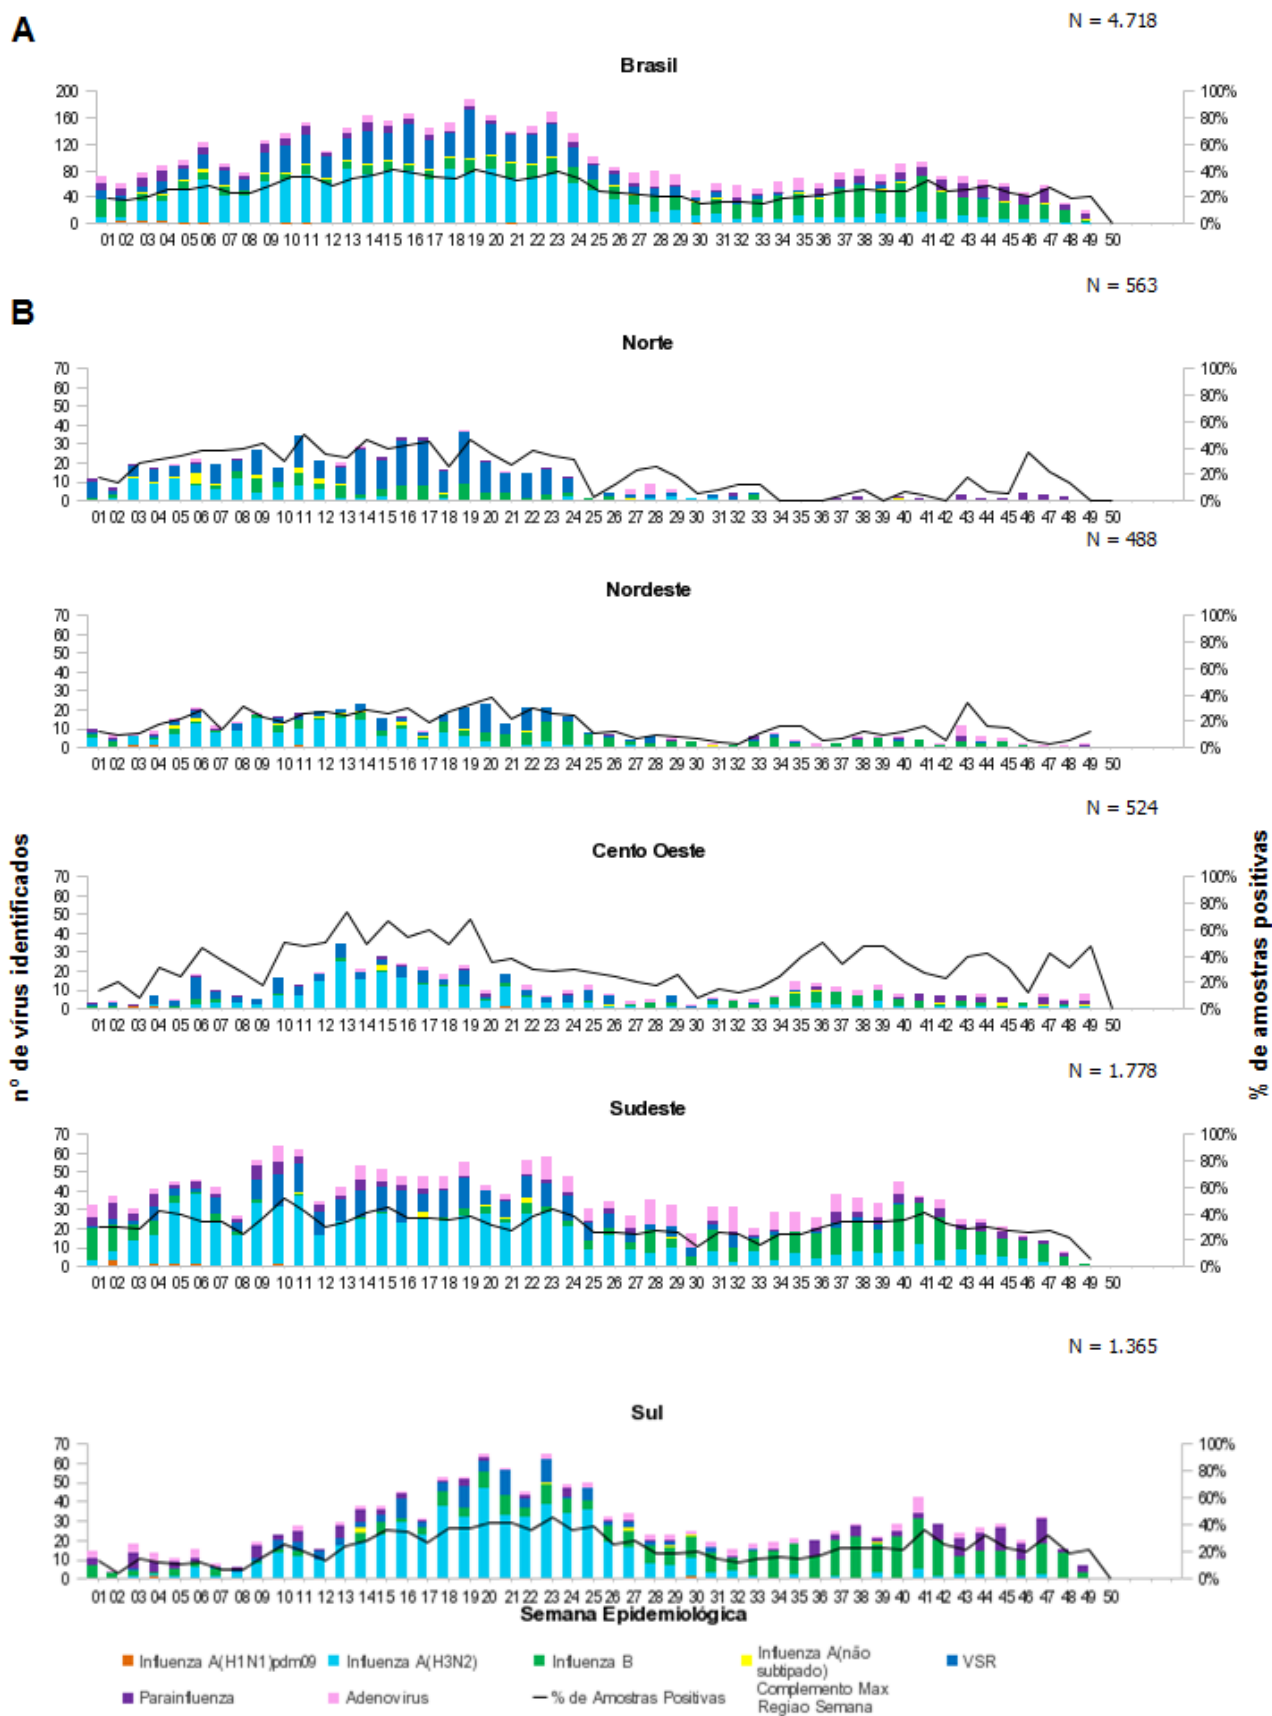 A
N = 4.718
Brasil
200
160
120
80
40
0
100%
80%
60%
40%
20%
0%
01 02 03 04 05 06 07 08 09 10 11 12 13 1415 16 17 18 19 20 21 22 23 24 25 26 27 28 29 30 31 32 33 34 35 36 37 38 39 40 41 42 43 44 45 46 47 48 49 50
N = 563
B
Norte
70
60
50
40
30
20
10
0
100%
80%
60%
40%
20%
0%
01 02 03 04 05 06 07 08 09 10 11 12 13 14 15 16 17 18 19 20 21 22 23 24 25 26 27 28 29 30 31 32 33 34 35 36 37 38 39 40 41 42 43 44 45 46 47 48 49 50
N = 488
Nordeste
70
60
50
40
30
20
10
0
100%
80%
60%
40%
20%
0%
01 02 03 04 05 06 07 08 09 10 11 12 13 14 15 16 17 18 19 20 21 22 23 24 25 26 27 28 29 30 31 32 33 34 35 36 37 38 39 40 41 42 43 44 45 46 47 48 49 50
N = 524
Cento Oeste
70
60
50
40
30
20
10
0
100%
80%
60%
40%
20%
0%
01 02 03 04 05 06 07 08 09 10 11 12 13 14 15 16 17 18 19 20 21 22 23 24 25 26 27 28 29 30 31 32 33 34 35 36 37 38 39 40 41 42 43 44 45 46 47 48 49 50
nº de vírus identificados
% de amostras positivas
N = 1.778
Sudeste
70
60
50
40
30
20
10
0
100%
80%
60%
40%
20%
0%
01 02 03 04 05 06 07 08 09 10 11 12 13 14 15 16 17 18 19 20 21 22 23 24 25 26 27 28 29 30 31 32 33 34 35 36 37 38 39 40 41 42 43 44 45 46 47 48 49 50
N = 1.365
Sul
70
60
50
40
30
20
10
0
100%
80%
60%
40%
20%
0%
01 02 03 04 05 06 07 08 09 10 11 12 13 14 15 16 17 18 19 20 21 22 23 24 25 26 27 28 29 30 31 32 33 34 35 36 37 38 39 40 41 42 43 44 45 46 47 48 49 50
Semana Epidemiológica
Influenza A(H1N1)pdm09
Influenza A(H3N2)
Influenza B
Influenza A(não
subtipado)
VSR
Parainfluenza
Adenovírus
% de Amostras Positivas
Complemento Max
Regiao Semana